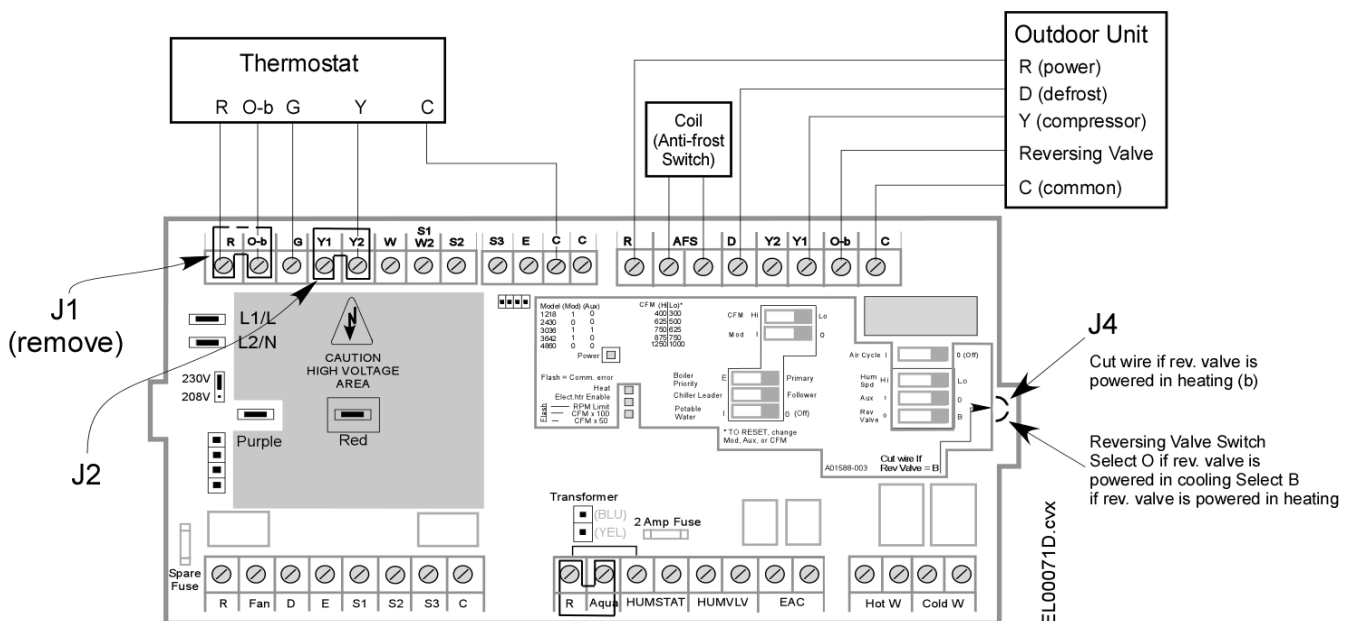 Thermostat
R O-b G Y C
Coil
(Anti-frost
Switch)
Outdoor Unit
R (power)
D (defrost)
Y (compressor)
Reversing Valve
C (common)
R O-b G Y1 Y2 W S1 W2 S2 S3 E C C
R AFS D Y2 Y1 O-b C
J1
(remove)
J2
L1/L
L2/N
230V
208V
Purple
CAUTION
HIGH VOLTAGE
AREA
Red
Model (Mod) (Aux)
1218 1 0
2430 0 0
3036 1 1
3642 1 0
4860 0 0
CFM (Hi|Lo)*
400|300
625|500
750|625
875|750
1250|1000
Power
Flash = Comm. error
Heat
Elect.htr Enable
Flash
RPM Limit
CFM x 100
CFM x 50
CFM Hi Lo
Mod I 0
Boiler
Priority E Primary
Chiller Leader Follower
Potable
Water I 0 (Off)
* TO RESET, change
Mod, Aux, or CFM
Air Cycle I 0 (Off)
Hum
Spd Hi Lo
Aux
Rev
Valve B
A01588-003
Cut wire If
Rev Valve = B
J4
Cut wire if rev. valve is
powered in heating (b)
Reversing Valve Switch
Select O if rev. valve is
powered in cooling Select B
if rev. valve is powered in heating
Transformer
(BLU)
(YEL)
2 Amp Fuse
Spare
Fuse
R Fan D E S1 S2 S3 C
R Aqua HUMSTAT HUMVLV EAC
Hot W Cold W
EL00071D.cvx